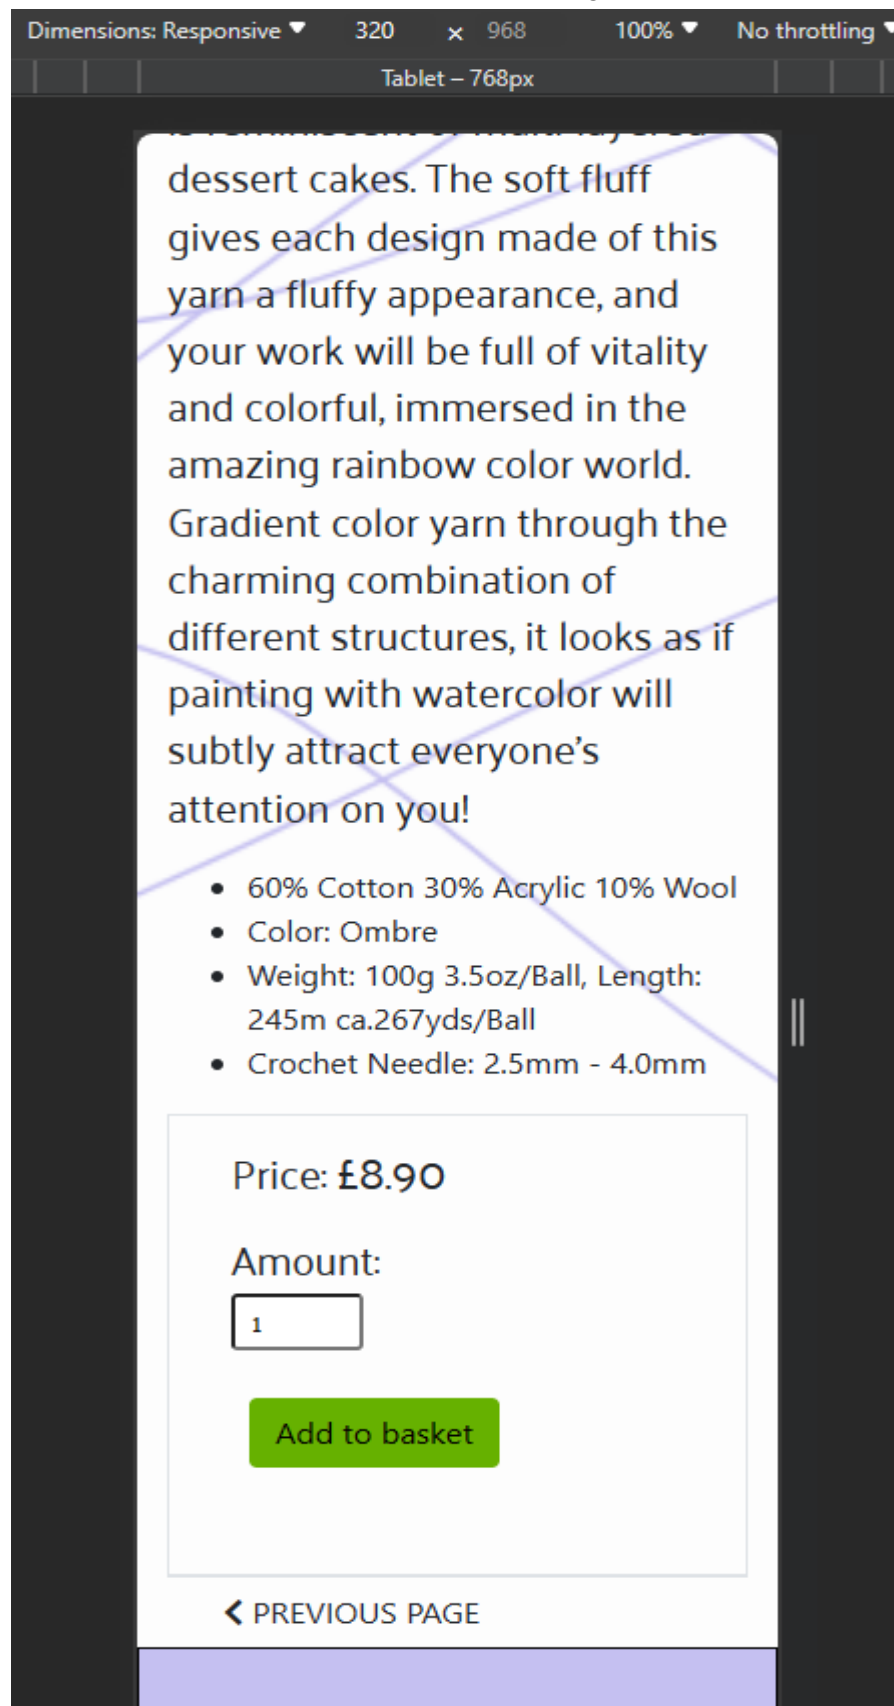 Dimensions: Responsive 320 × 968 100% No throttling
Tablet – 768px
dessert cakes. The soft fluff
gives each design made of this
yarn a fluffy appearance, and
your work will be full of vitality
and colorful, immersed in the
amazing rainbow color world.
Gradient color yarn through the
charming combination of
different structures, it looks as if
painting with watercolor will
subtly attract everyone’s
attention on you!
60% Cotton 30% Acrylic 10% Wool
Color: Ombre
Weight: 100g 3.5oz/Ball, Length:
245m ca.267yds/Ball
Crochet Needle: 2.5mm - 4.0mm
Price: £8.90
Amount:
1
Add to basket
PREVIOUS PAGE